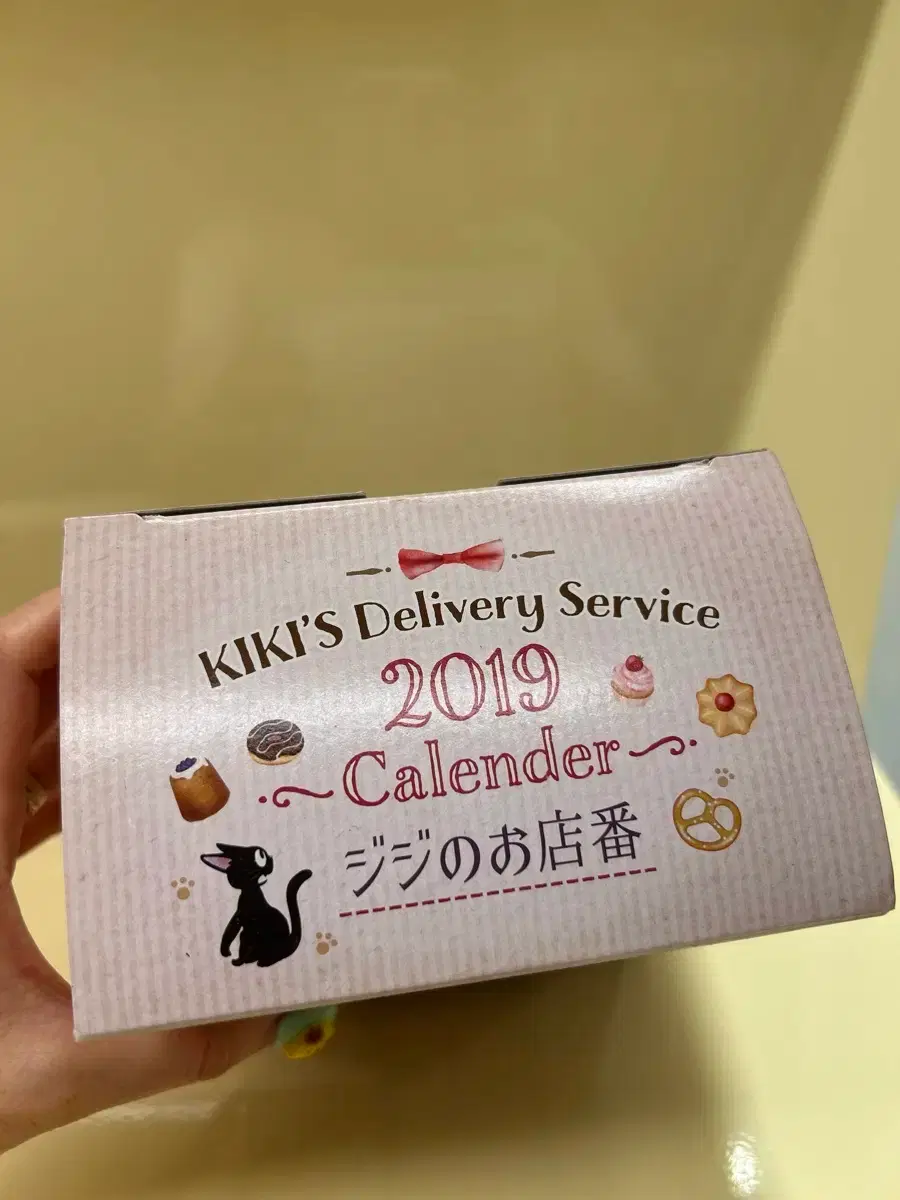 KIKI'S Delivery Service
2019
~Calender~
ジジのお店番